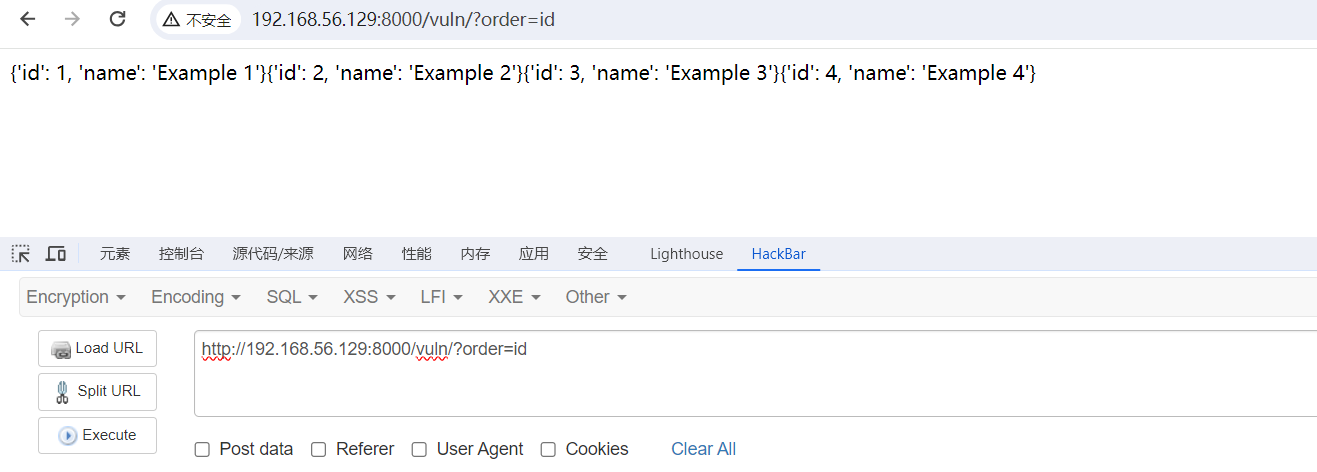 不安全 192.168.56.129:8000/vuln/?order=id
{'id': 1, 'name': 'Example 1'}{'id': 2, 'name': 'Example 2'}{'id': 3, 'name': 'Example 3'}{'id': 4, 'name': 'Example 4'}
元素 控制台 源代码/来源 网络 性能 内存 应用 安全 Lighthouse HackBar
Encryption Encoding SQL XSS LFI XXE Other
Load URL http://192.168.56.129:8000/vuln/?order=id
Split URL
Execute
Post data Referer User Agent Cookies Clear All